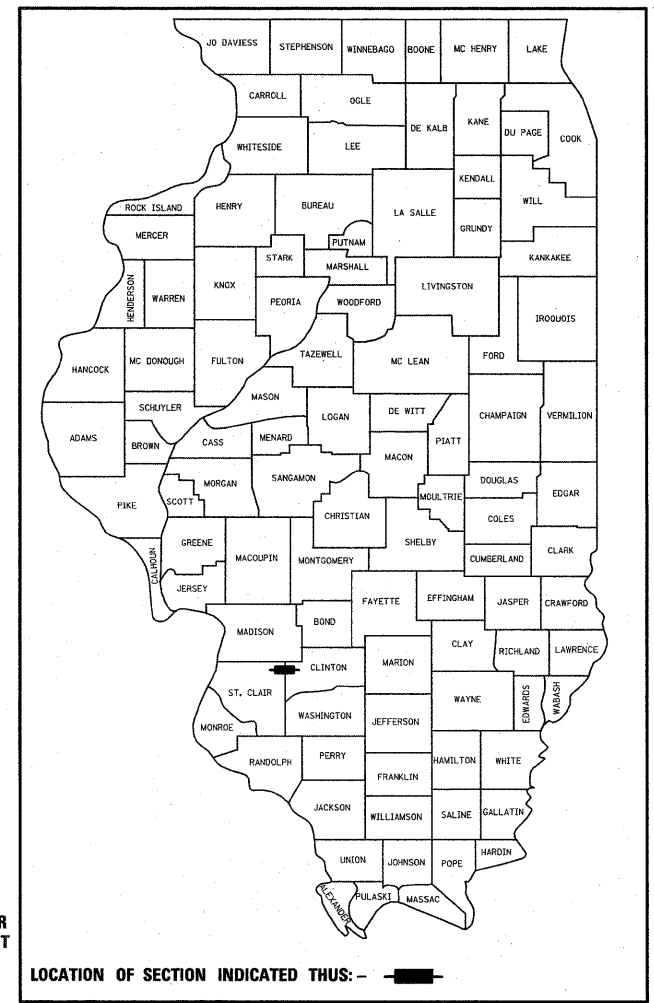 JO DAVIESS STEPHENSON WINNEBAGO BOONE MC HENRY LAKE
CARROLL OGLE DE KALB KANE DU PAGE COOK
WHITESIDE LEE
KENDALL
ROCK ISLAND HENRY BUREAU LA SALLE WILL
MERCER PUTNAM GRUNDY
STARK MARSHALL KANKAKEE
HENDERSON WARREN KNOX PEORIA WOODFORD LIVINGSTON
IROQUOIS
HANCOCK MC DONOUGH FULTON TAZEWELL MC LEAN FORD
MASON
SCHUYLER LOGAN DE WITT CHAMPAIGN VERMILION
ADAMS BROWN CASS MENARD PIATT
MACON
MORGAN SANGAMON DOUGLAS
PIKE SCOTT MOULTRIE EDGAR
CHRISTIAN COLES
GREENE MACOUPIN MONTGOMERY SHELBY CLARK
CALHOUN CUMBERLAND
JERSEY FAYETTE EFFINGHAM JASPER CRAWFORD
MADISON BOND
CLAY RICHLAND LAWRENCE
CLINTON MARION
ST. CLAIR WAYNE EDWARDS WABASH
WASHINGTON JEFFERSON
MONROE
RANDOLPH PERRY HAMILTON WHITE
FRANKLIN
JACKSON WILLIAMSON SALINE GALLATIN
UNION JOHNSON POPE HARDIN
ALEXANDER PULASKI MASSAC
R
T
LOCATION OF SECTION INDICATED THUS: –